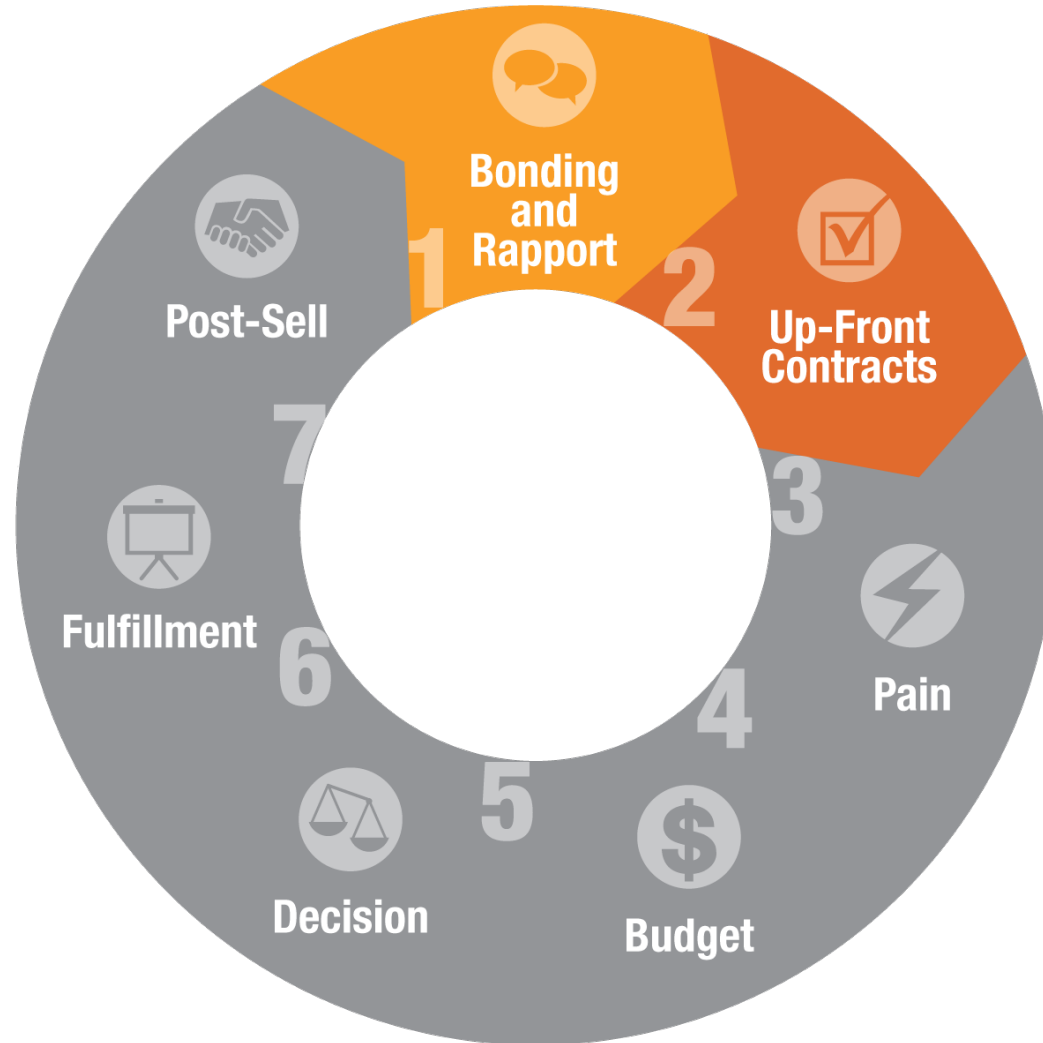 1
Bonding
and
Rapport
2
Up-Front
Contracts
3
Pain
4
$
Budget
5
Decision
6
Fulfillment
7
Post-Sell